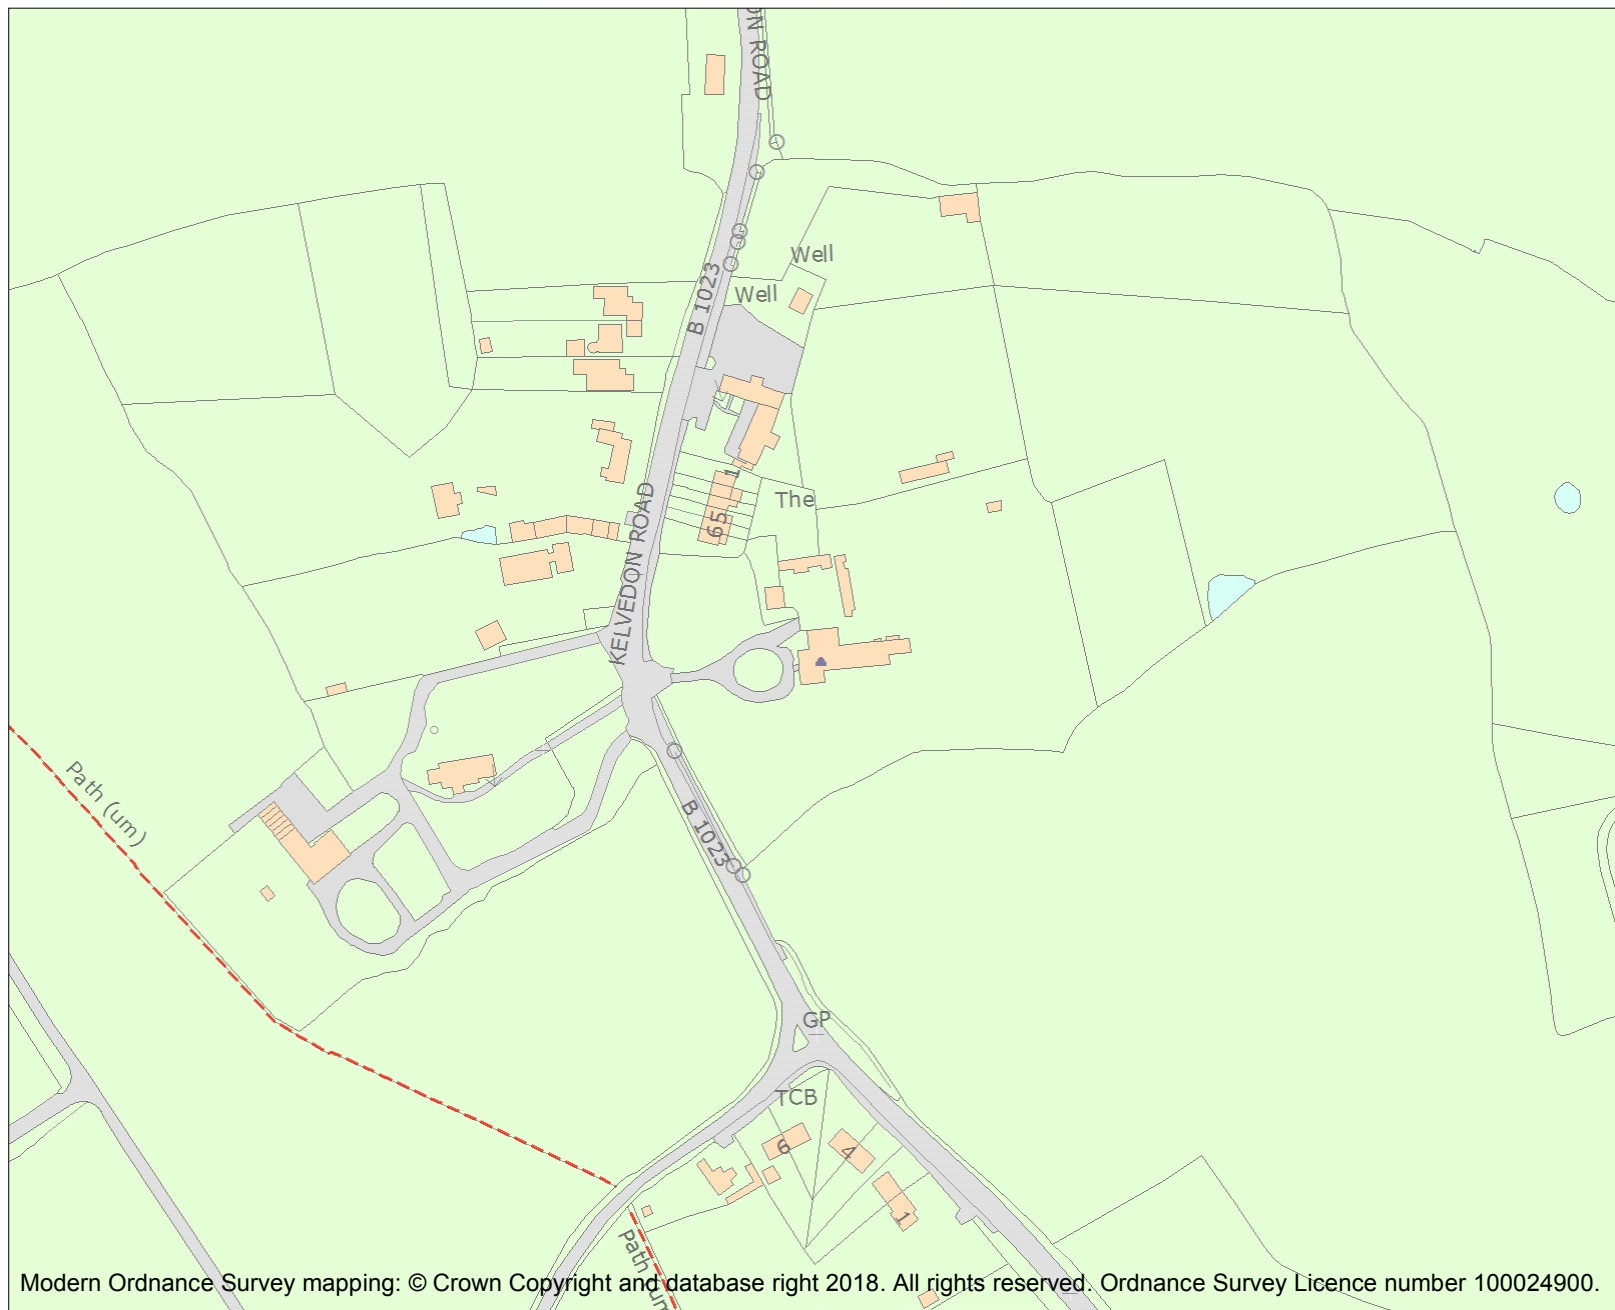 ON ROAD
Well
Well
B 1023
1
The
65
KELVEDON ROAD
Path (um)
B 1023
GP
TCB
6
4
1
Path (um
Modern Ordnance Survey mapping: © Crown Copyright and database right 2018. All rights reserved. Ordnance Survey Licence number 100024900.